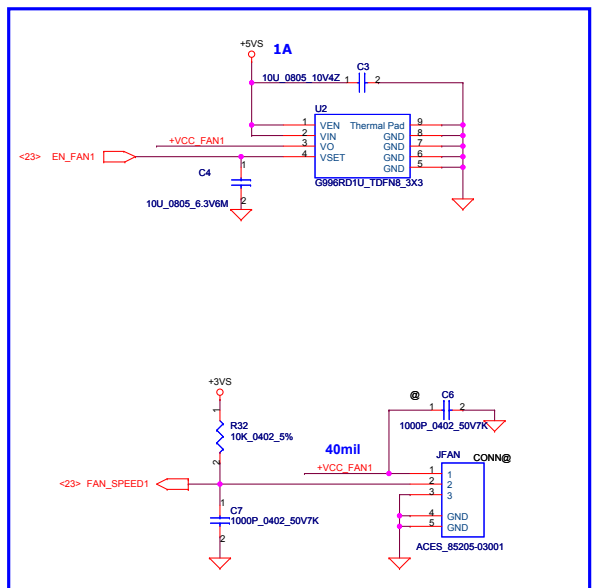 +5VS 1A
C3
10U_0805_10V4Z 1 2
U2
1 VEN Thermal Pad 9
2 VIN GND 8
+VCC_FAN1 3 VO GND 7
<23> EN_FAN1 4 VSET GND 6
GND 5
G996RD1U_TDFN8_3X3
C4 1
2
10U_0805_6.3V6M
+3VS
1
R32
10K_0402_5%
2
@ C6
1 2
1000P_0402_50V7K
40mil
JFAN CONN@
+VCC_FAN1 1 1
<23> FAN_SPEED1 2 2
3 3
4 GND
5 GND
ACES_85205-03001
1 C7
1000P_0402_50V7K
2